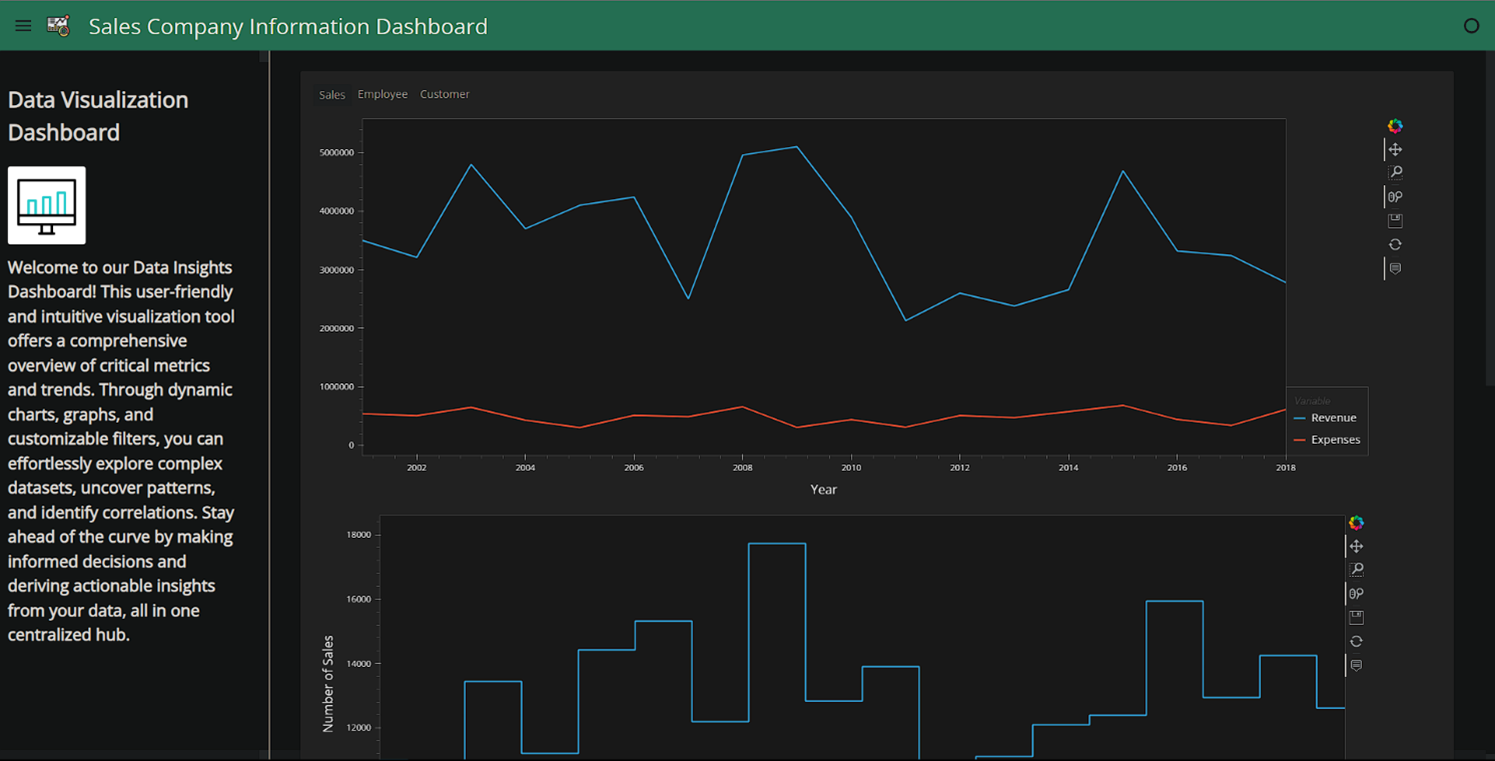 Sales Company Information Dashboard
Data Visualization
Dashboard
Welcome to our Data Insights
Dashboard! This user-friendly
and intuitive visualization tool
offers a comprehensive
overview of critical metrics
and trends. Through dynamic
charts, graphs, and
customizable filters, you can
effortlessly explore complex
datasets, uncover patterns,
and identify correlations. Stay
ahead of the curve by making
informed decisions and
deriving actionable insights
from your data, all in one
centralized hub.
Sales Employee Customer
5000000
4000000
3000000
2000000
1000000
0
2002 2004 2006 2008 2010 2012 2014 2016 2018
Year
Variable
Revenue
Expenses
18000
16000
14000
12000
Number of Sales